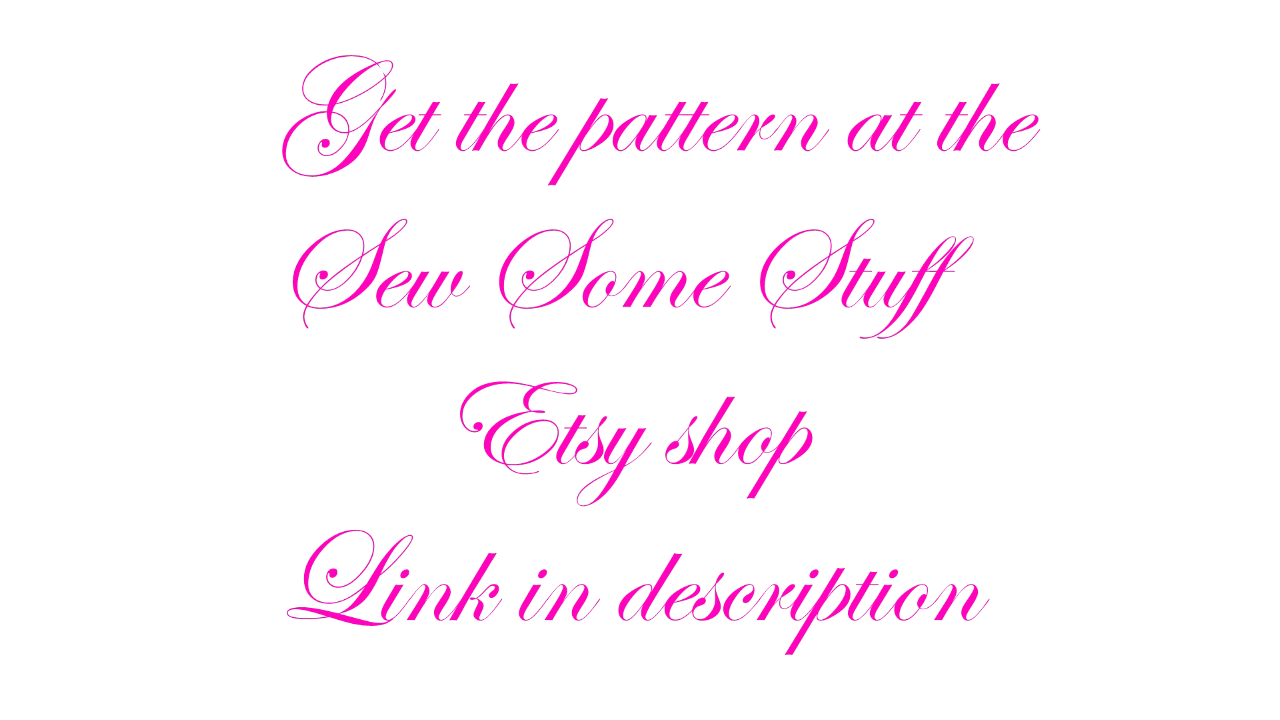 Get the pattern at the
Sew Some Stuff
Etsy shop
Link in description